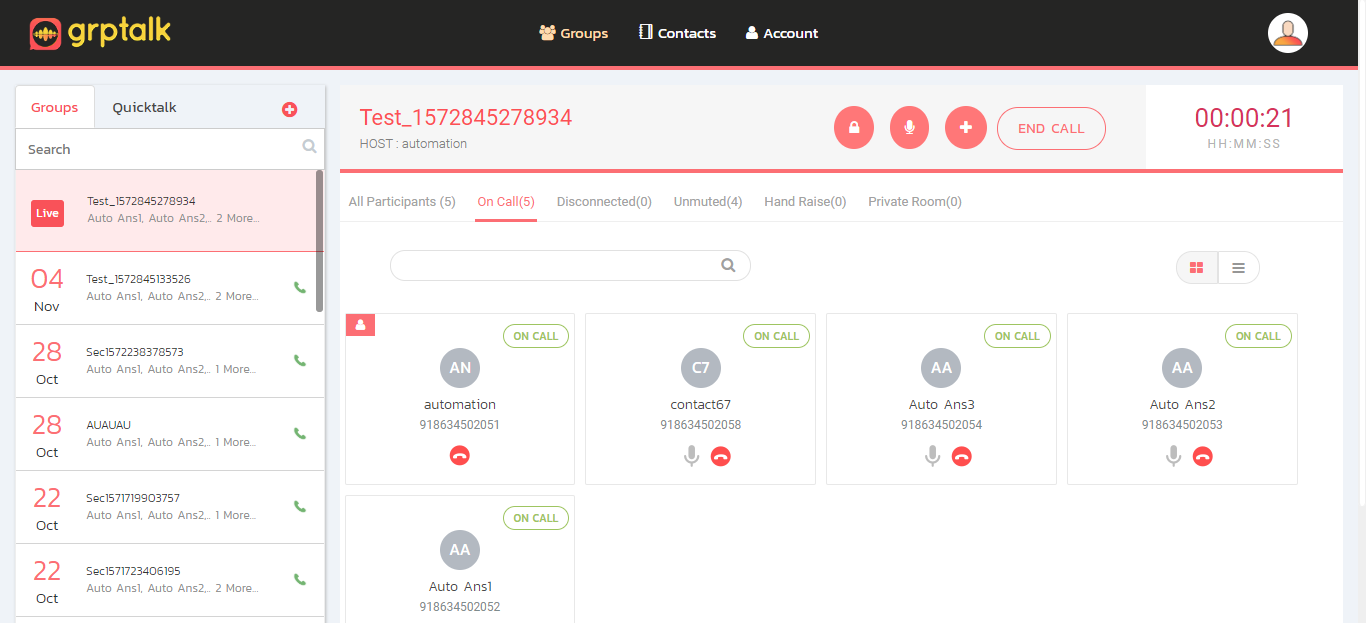 grptalk
Groups
Contacts
Account
Groups
Quicktalk
Search
Live
Test_1572845278934
Auto Ans1, Auto Ans2,.. 2 More...
04
Nov
Test_1572845133526
Auto Ans1, Auto Ans2,.. 2 More...
28
Oct
Sec1572238378573
Auto Ans1, Auto Ans2,.. 1 More...
28
Oct
AUAUAU
Auto Ans1, Auto Ans2,.. 1 More...
22
Oct
Sec1571719903757
Auto Ans1, Auto Ans2,.. 1 More...
22
Oct
Sec1571723406195
Auto Ans1, Auto Ans2,.. 2 More...
Test_1572845278934
HOST : automation
END CALL
00:00:21
HH:MM:SS
All Participants (5)
On Call(5)
Disconnected(0)
Unmuted(4)
Hand Raise(0)
Private Room(0)
ON CALL
AN
automation
918634502051
ON CALL
C7
contact67
918634502058
ON CALL
AA
Auto Ans3
918634502054
ON CALL
AA
Auto Ans2
918634502053
ON CALL
AA
Auto Ans1
918634502052